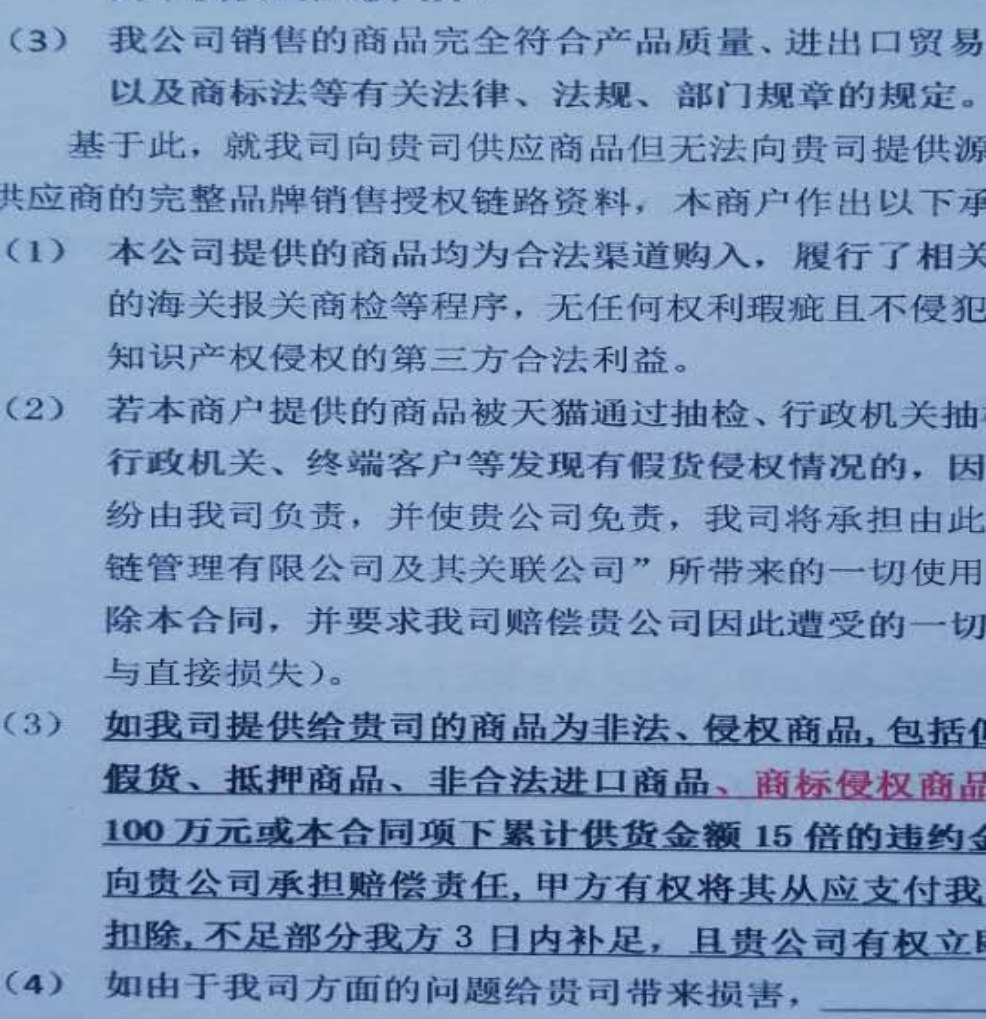 （3） 我公司销售的商品完全符合产品质量、进出口贸易
以及商标法等有关法律、法规、部门规章的规定。
基于此，就我司向贵司供应商品但无法向贵司提供源
供应商的完整品牌销售授权链路资料，本商户作出以下承
（1） 本公司提供的商品均为合法渠道购入，履行了相关
的海关报关商检等程序，无任何权利瑕疵且不侵犯
知识产权侵权的第三方合法利益。
（2） 若本商户提供的商品被天猫通过抽检、行政机关抽
行政机关、终端客户等发现有假货侵权情况的，因
纷由我司负责，并使贵公司免责，我司将承担由此
链管理有限公司及其关联公司”所带来的一切使用
除本合同，并要求我司赔偿贵公司因此遭受的一切
与直接损失）。
（3） 如我司提供给贵司的商品为非法、侵权商品,包括
假货、抵押商品、非合法进口商品、商标侵权商品
100 万元或本合同项下累计供货金额 15 倍的违约金
向贵公司承担赔偿责任,甲方有权将其从应支付我
扣除,不足部分我方 3 日内补足，且贵公司有权立即
（4） 如由于我司方面的问题给贵司带来损害，